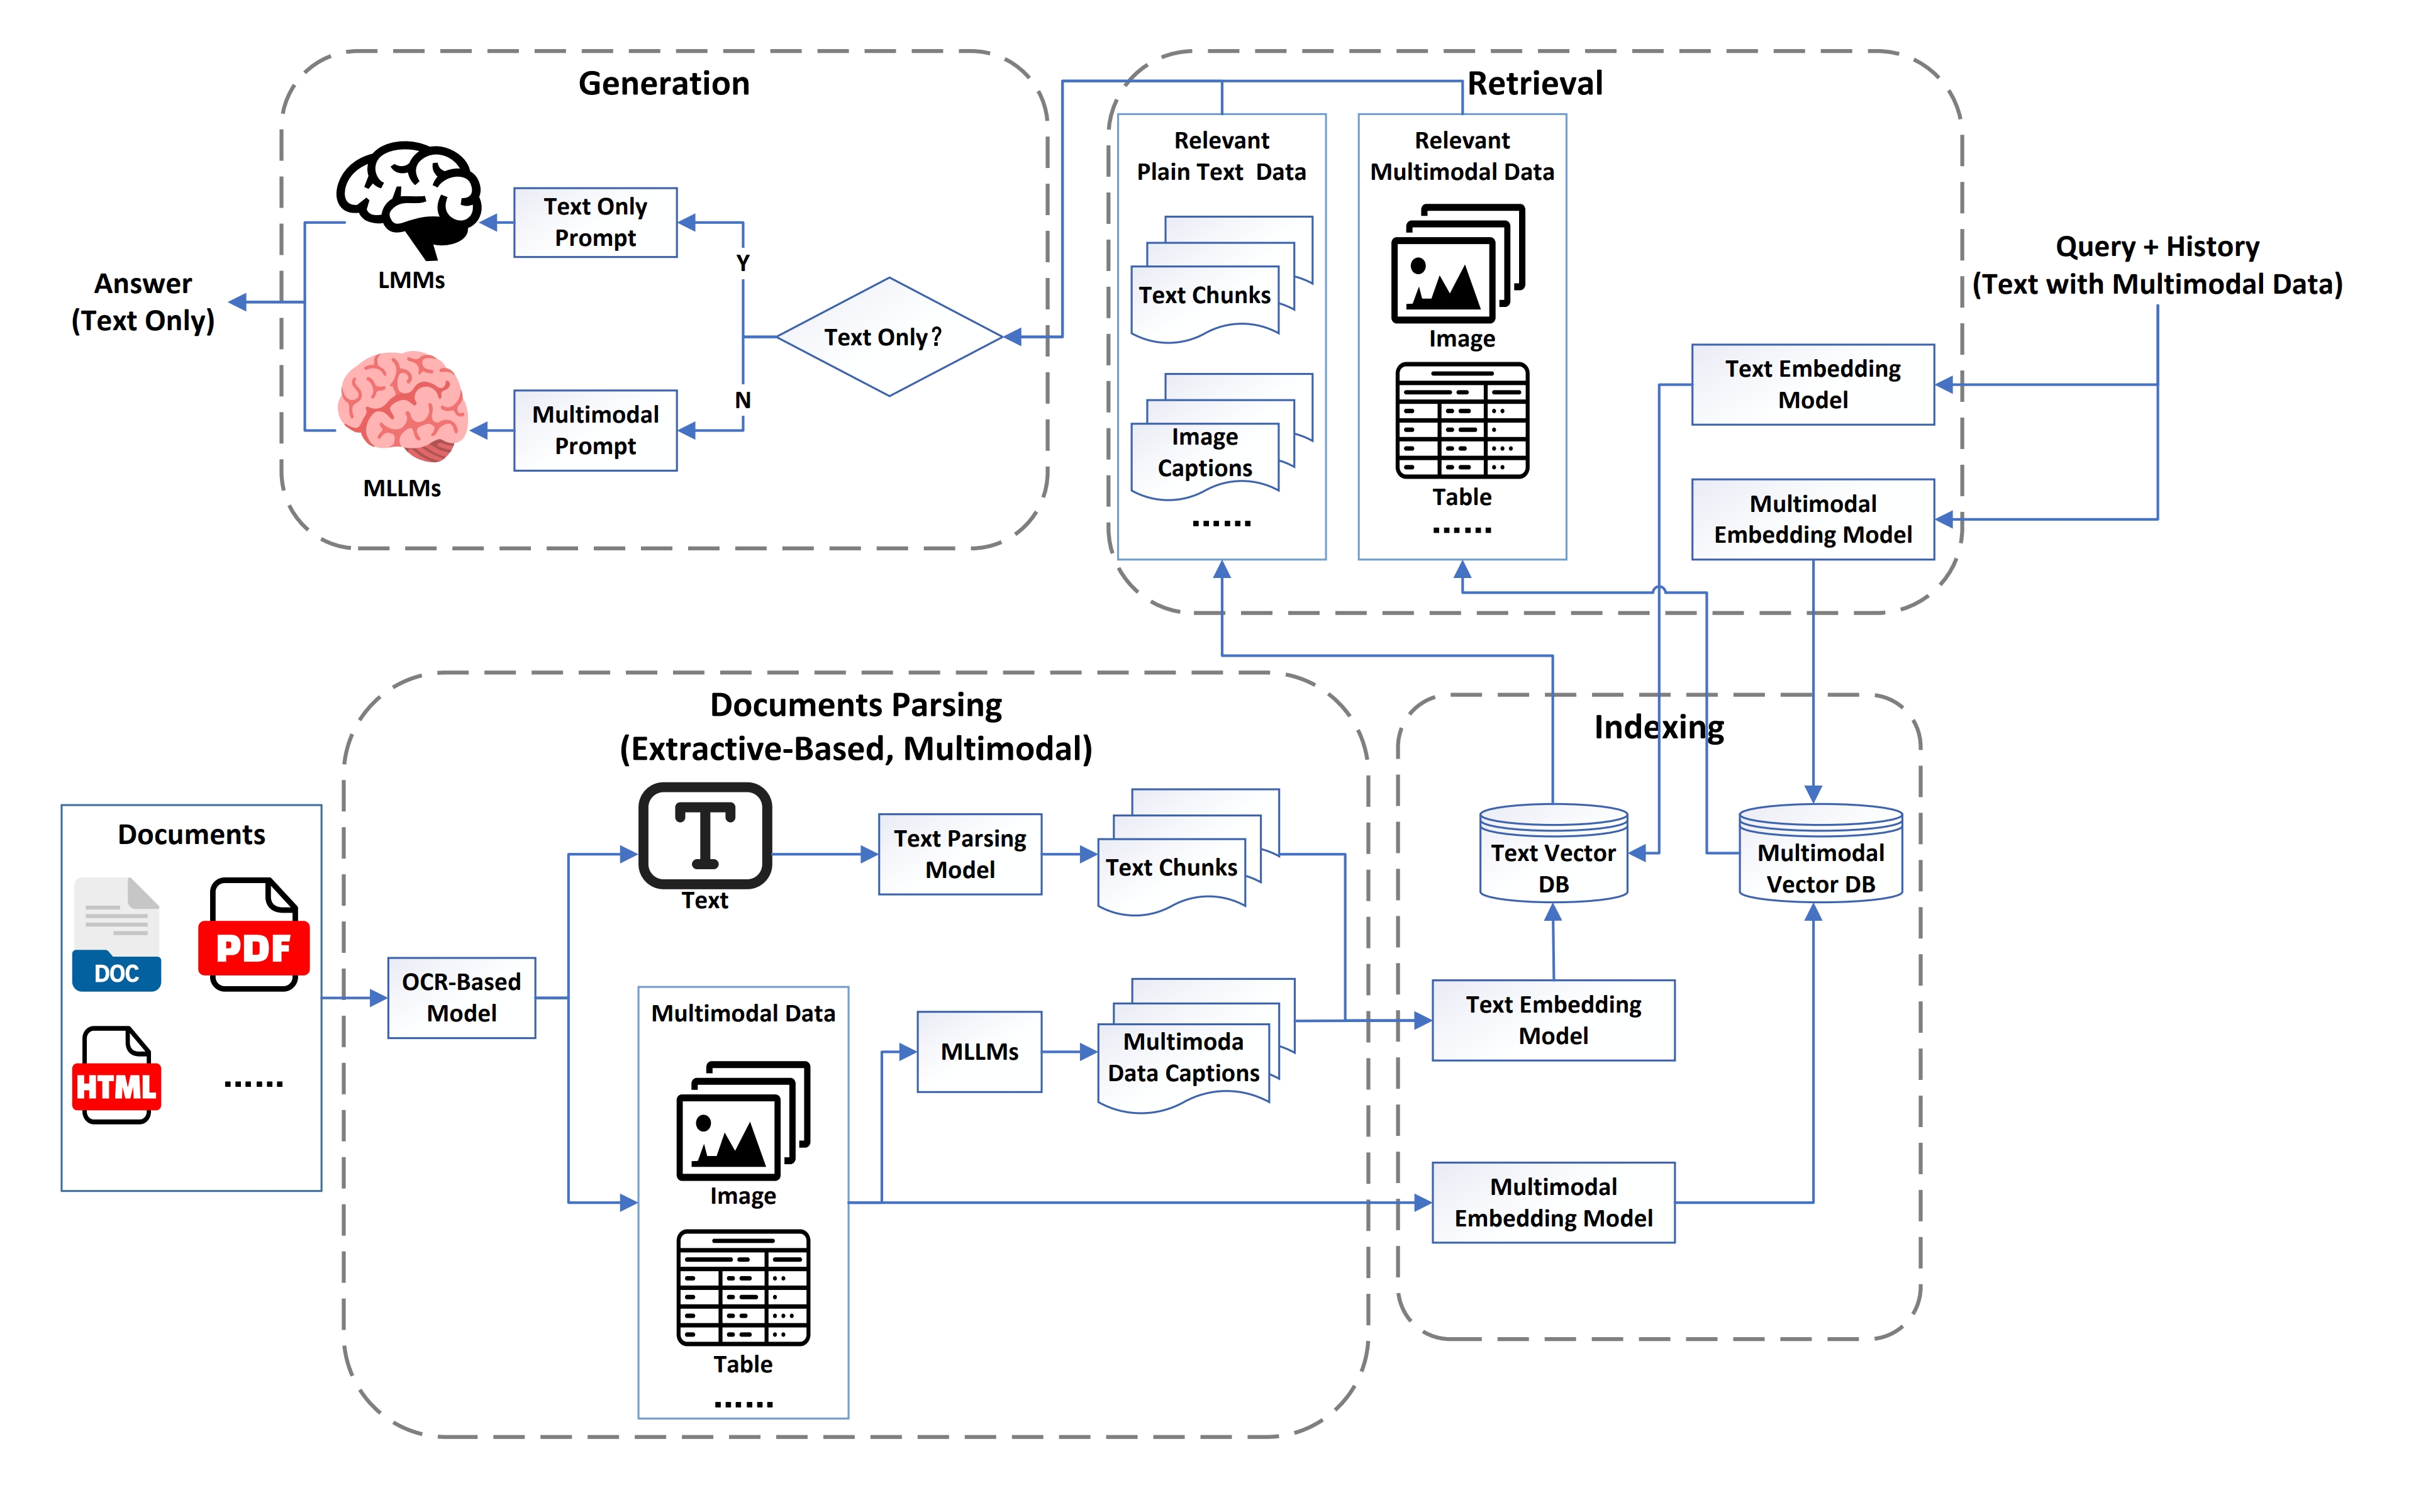 Generation
Text Only
Prompt
LMMs
Y
Text Only?
N
Multimodal
Prompt
MLLMs
Answer
(Text Only)
Retrieval
Relevant
Plain Text Data
Text Chunks
Image
Captions
......
Relevant
Multimodal Data
Image
Table
......
Text Embedding
Model
Multimodal
Embedding Model
Query + History
(Text with Multimodal Data)
Documents
DOC
PDF
HTML
......
Documents Parsing
(Extractive-Based, Multimodal)
OCR-Based
Model
T
Text
Text Parsing
Model
Text Chunks
Multimodal Data
Image
Table
......
MLLMs
Multimoda
Data Captions
Indexing
Text Vector
DB
Multimodal
Vector DB
Text Embedding
Model
Multimodal
Embedding Model